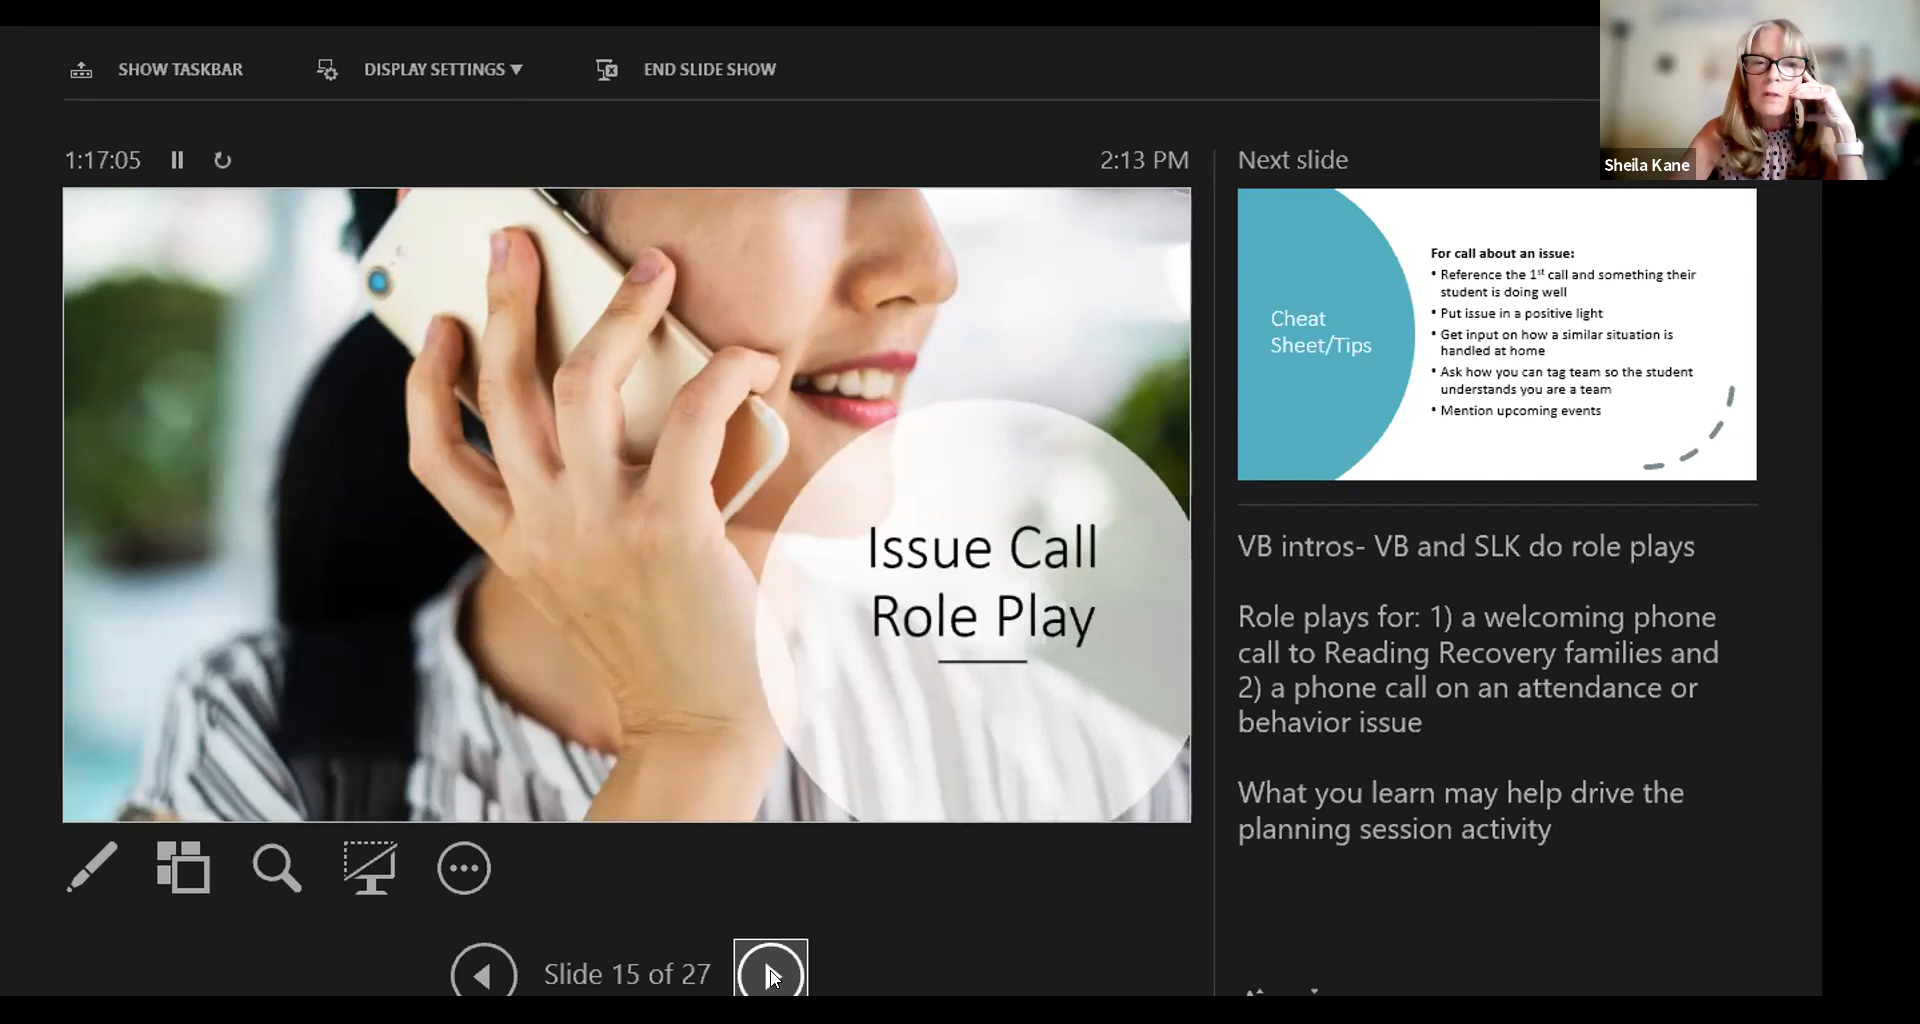 SHOW TASKBAR
DISPLAY SETTINGS ▼
END SLIDE SHOW
Sheila Kane
1:17:05
2:13 PM
Next slide
Issue Call
Role Play
Cheat
Sheet/Tips
For call about an issue:
• Reference the 1st call and something their
student is doing well
• Put issue in a positive light
• Get input on how a similar situation is
handled at home
• Ask how you can tag team so the student
understands you are a team
• Mention upcoming events
VB intros- VB and SLK do role plays
Role plays for: 1) a welcoming phone
call to Reading Recovery families and
2) a phone call on an attendance or
behavior issue
What you learn may help drive the
planning session activity
Slide 15 of 27